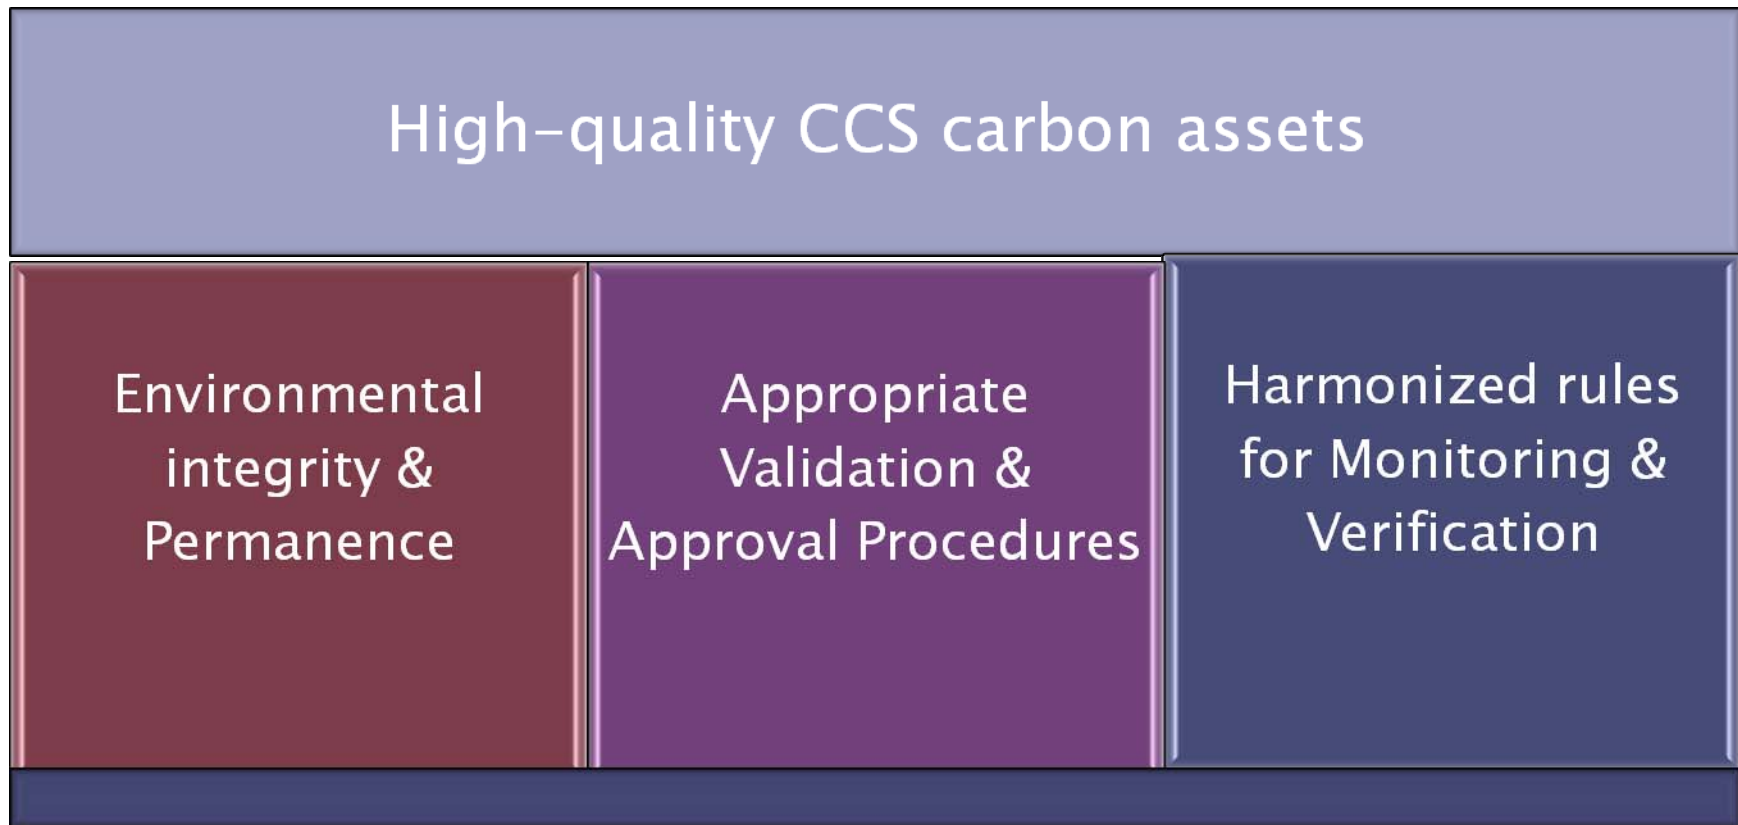 High-quality CCS carbon assets
Environmental
integrity &
Permanence
Appropriate
Validation &
Approval Procedures
Harmonized rules
for Monitoring &
Verification